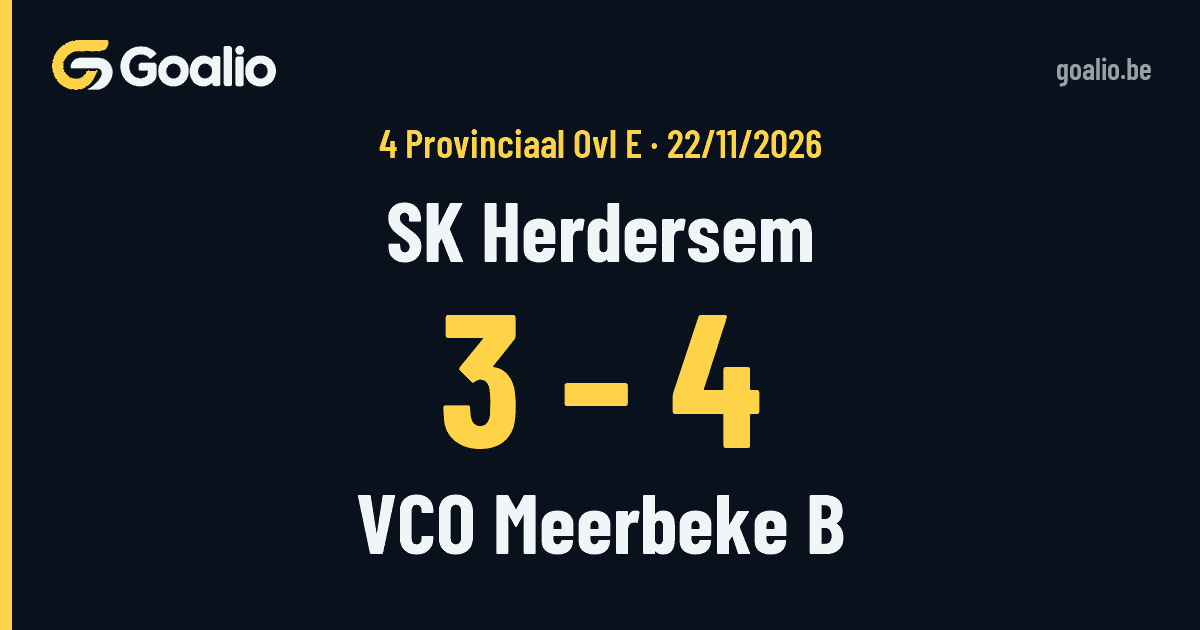 Goalio
goalio.be
4 Provinciaal Ovl E · 22/11/2026
SK Herdersem
3 – 4
VCO Meerbeke B